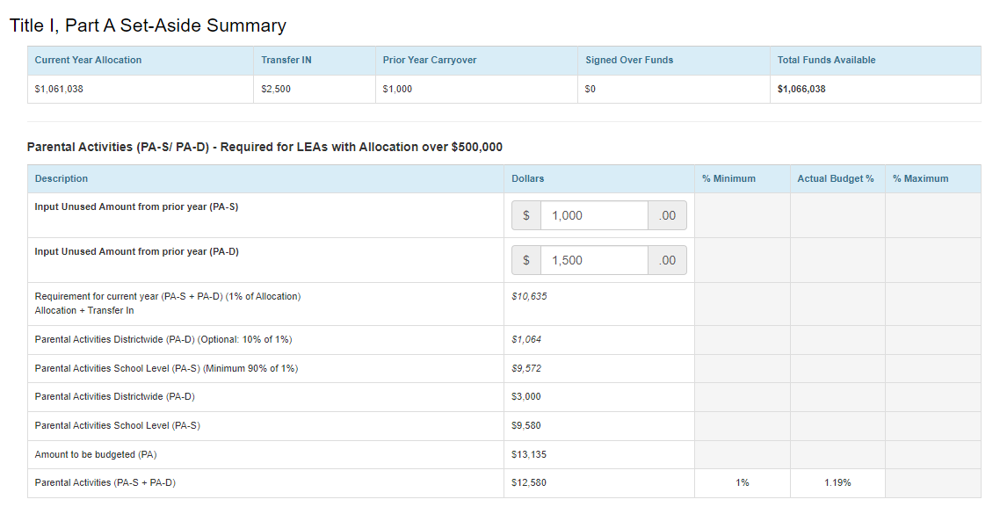 Title I, Part A Set-Aside Summary
Current Year Allocation Transfer IN Prior Year Carryover Signed Over Funds Total Funds Available
$1,061,038 $2,500 $1,000 $0 $1,066,038
Parental Activities (PA-S/ PA-D) - Required for LEAs with Allocation over $500,000
Description Dollars % Minimum Actual Budget % % Maximum
Input Unused Amount from prior year (PA-S) $ 1,000 .00
Input Unused Amount from prior year (PA-D) $ 1,500 .00
Requirement for current year (PA-S + PA-D) (1% of Allocation) $10,635
Allocation + Transfer In
Parental Activities Districtwide (PA-D) (Optional: 10% of 1%) $1,064
Parental Activities School Level (PA-S) (Minimum 90% of 1%) $9,572
Parental Activities Districtwide (PA-D) $3,000
Parental Activities School Level (PA-S) $9,580
Amount to be budgeted (PA) $13,135
Parental Activities (PA-S + PA-D) $12,580 1% 1.19%